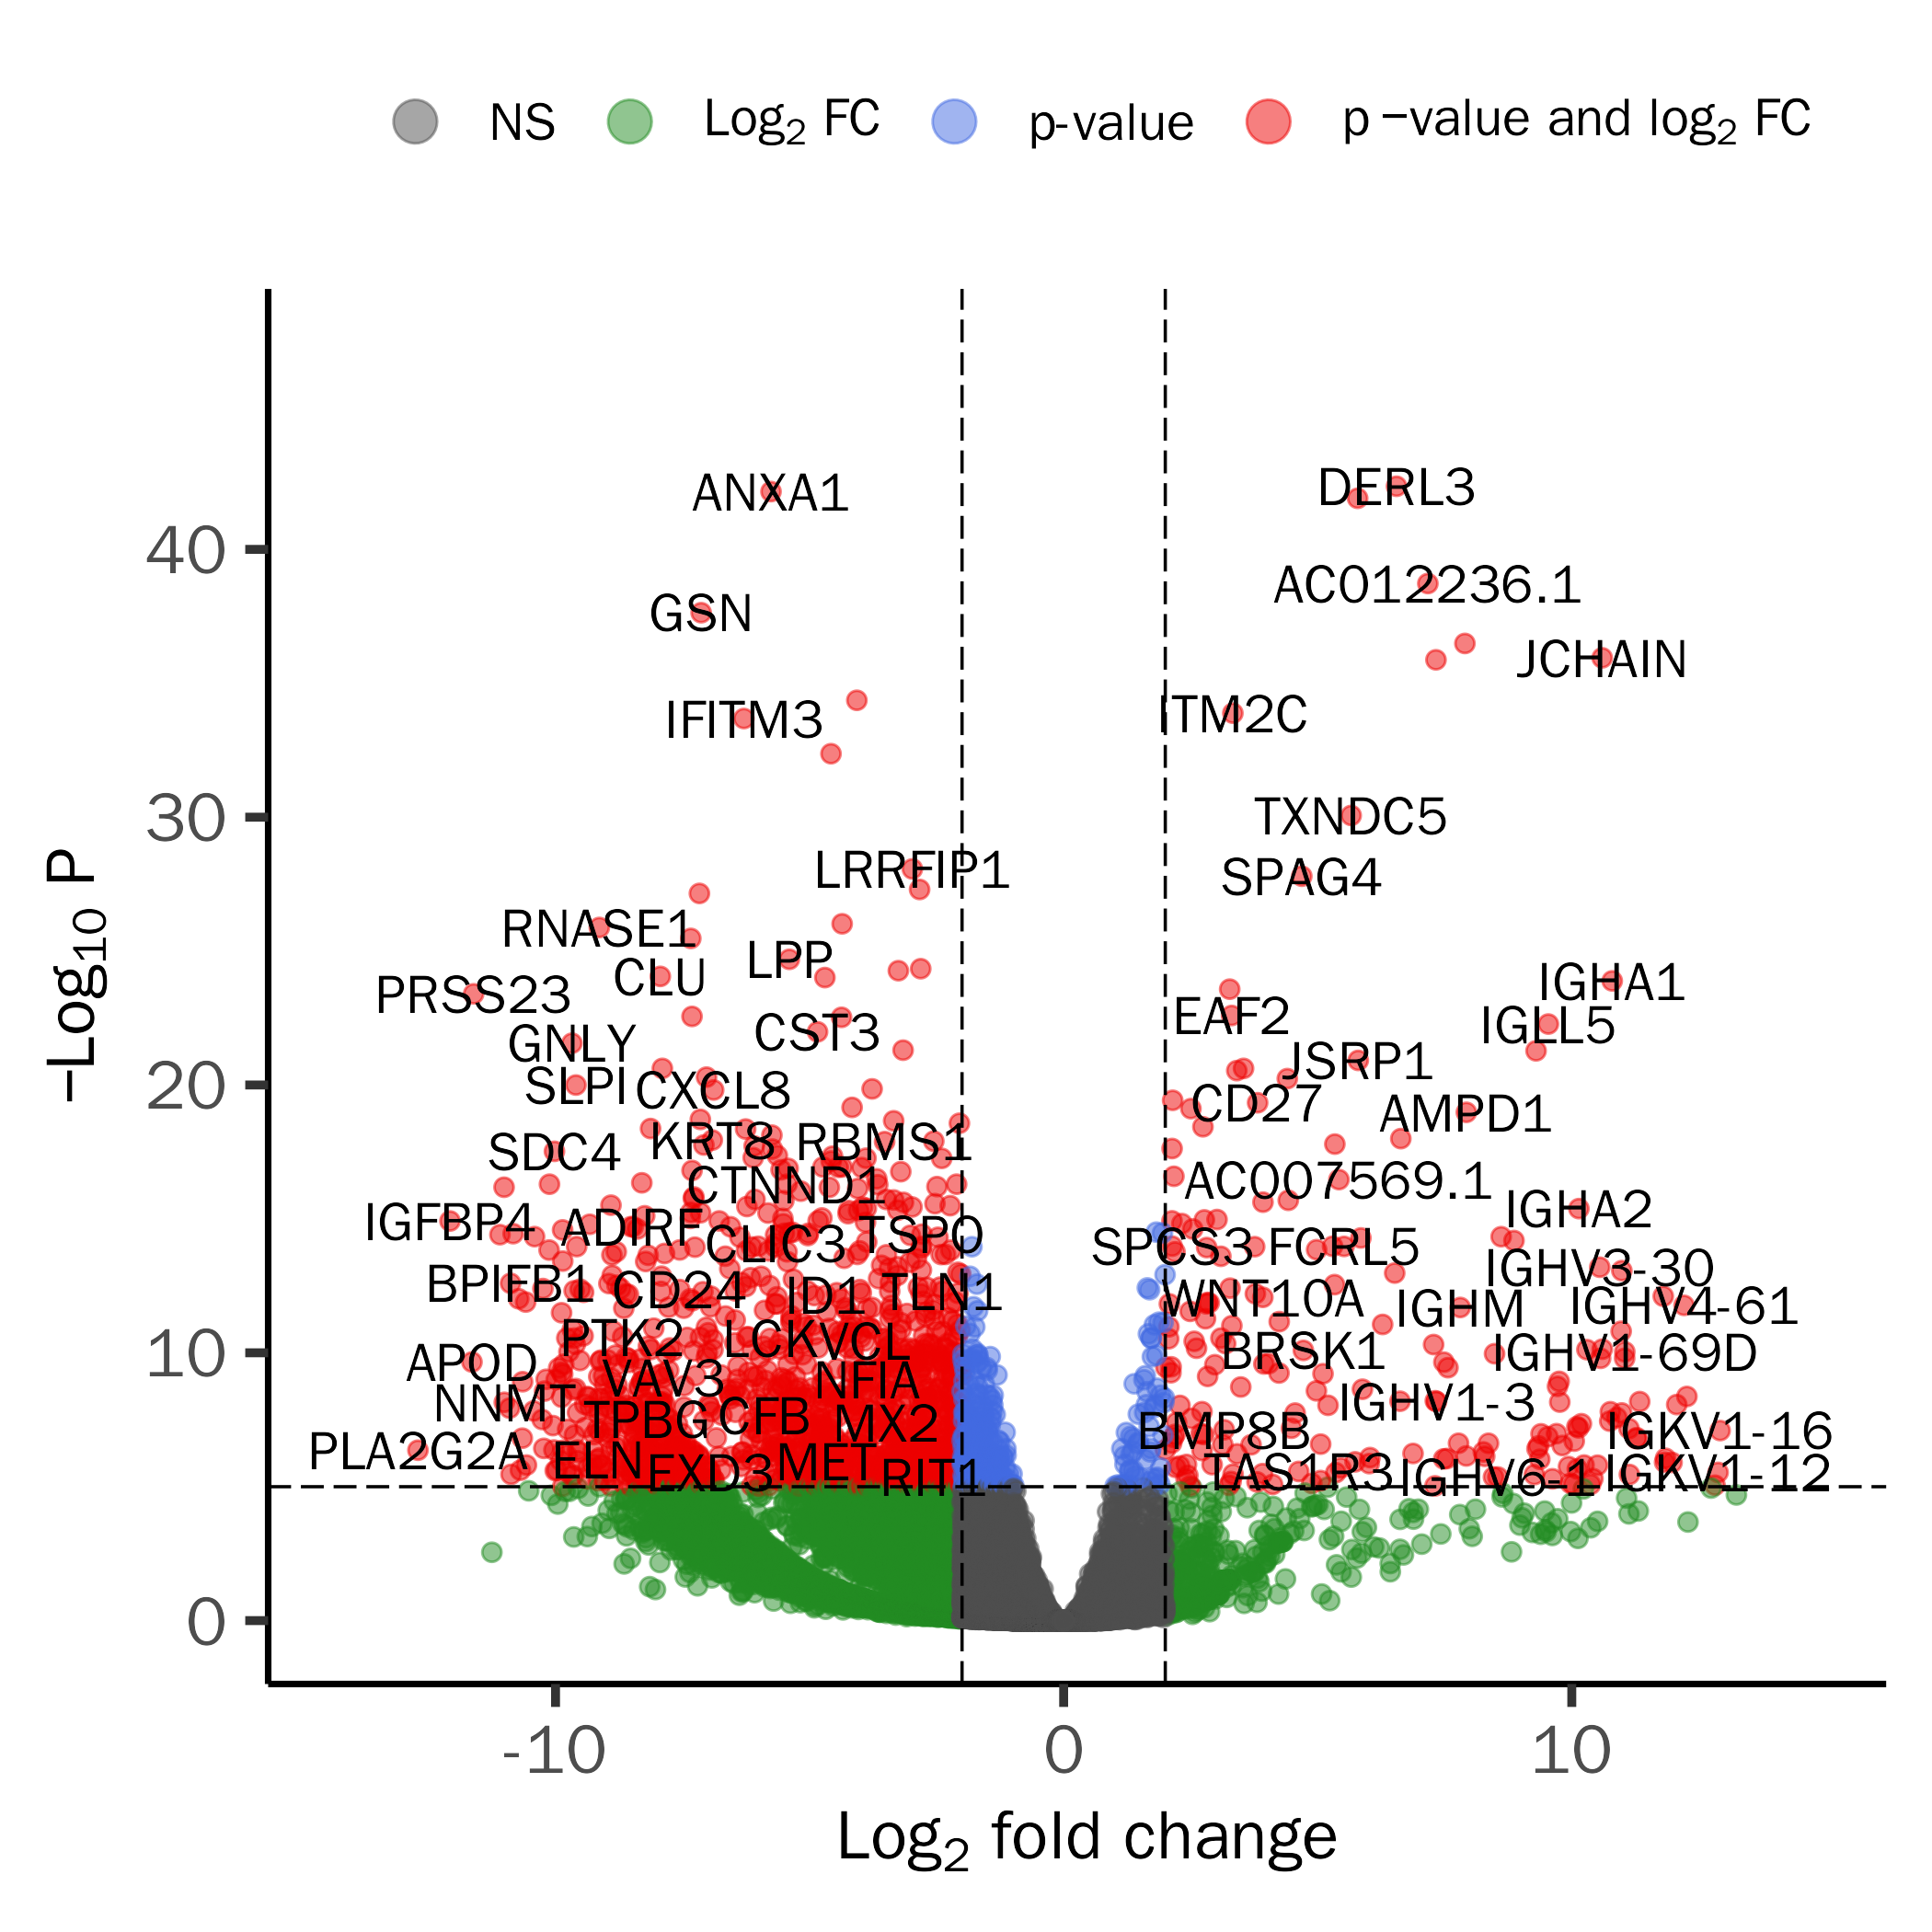 NS Log₂ FC p-value p −value and log₂ FC
ANXA1 DERL3
40
AC012236.1
GSN
JCHAIN
IFITM3 ITM2C
30
TXNDC5
LRRFIP1 SPAG4
RNASE1
LPP
CLU
PRSS23 IGHA1
EAF2
IGLL5
CST3
GNLY
JSRP1
20
SLPI CXCL8
CD27 AMPD1
KRT8 RBMS1
SDC4
CTNND1 AC007569.1
IGHA2
IGFBP4 ADIRF
CLIC3 TSPO SPCS3 FCRL5
IGHV3-30
BPIFB1 CD24 ID1 TLN1 WNT10A IGHM IGHV4-61
PTK2 LCK VCL
10
APOD BRSK1 IGHV1-69D
VAV3 NFIA
NNMT IGHV1-3
TPBG CFB MX2 BMP8B IGKV1-16
PLA2G2A ELN EXD3 MET RIT1 TAS1R3 IGHV6-1 IGKV1-12
0
−Log₁₀ P
-10 0 10
Log₂ fold change